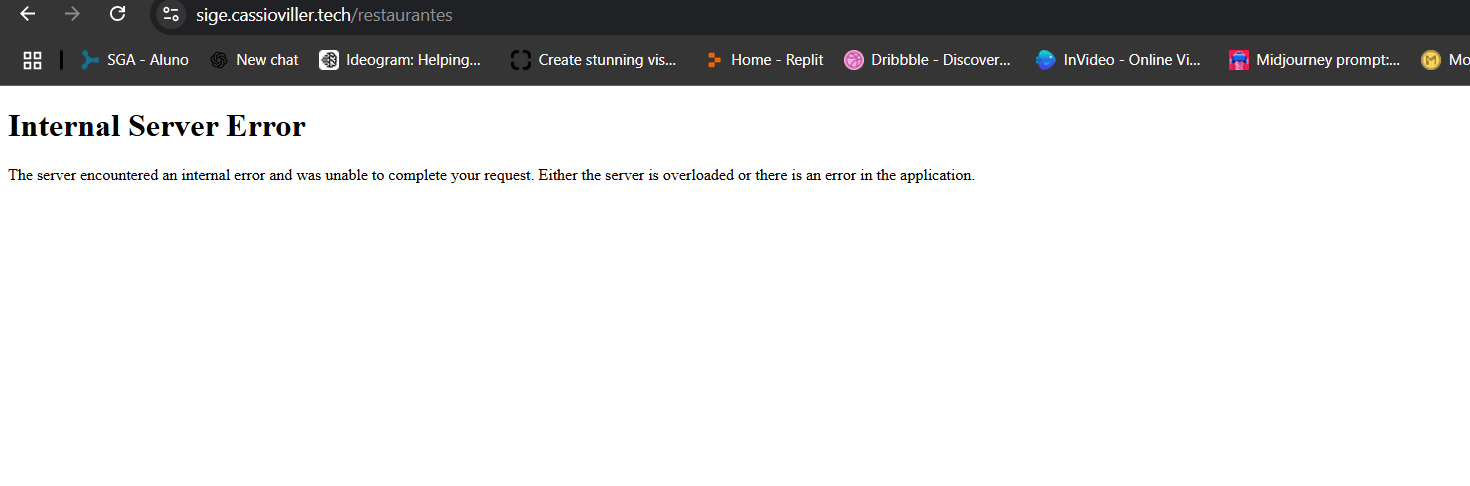 sige.cassioviller.tech/restaurantes
SGA - Aluno New chat Ideogram: Helping... Create stunning vis... Home - Replit Dribbble - Discover... InVideo - Online Vi... Midjourney prompt:... Mo
Internal Server Error
The server encountered an internal error and was unable to complete your request. Either the server is overloaded or there is an error in the application.